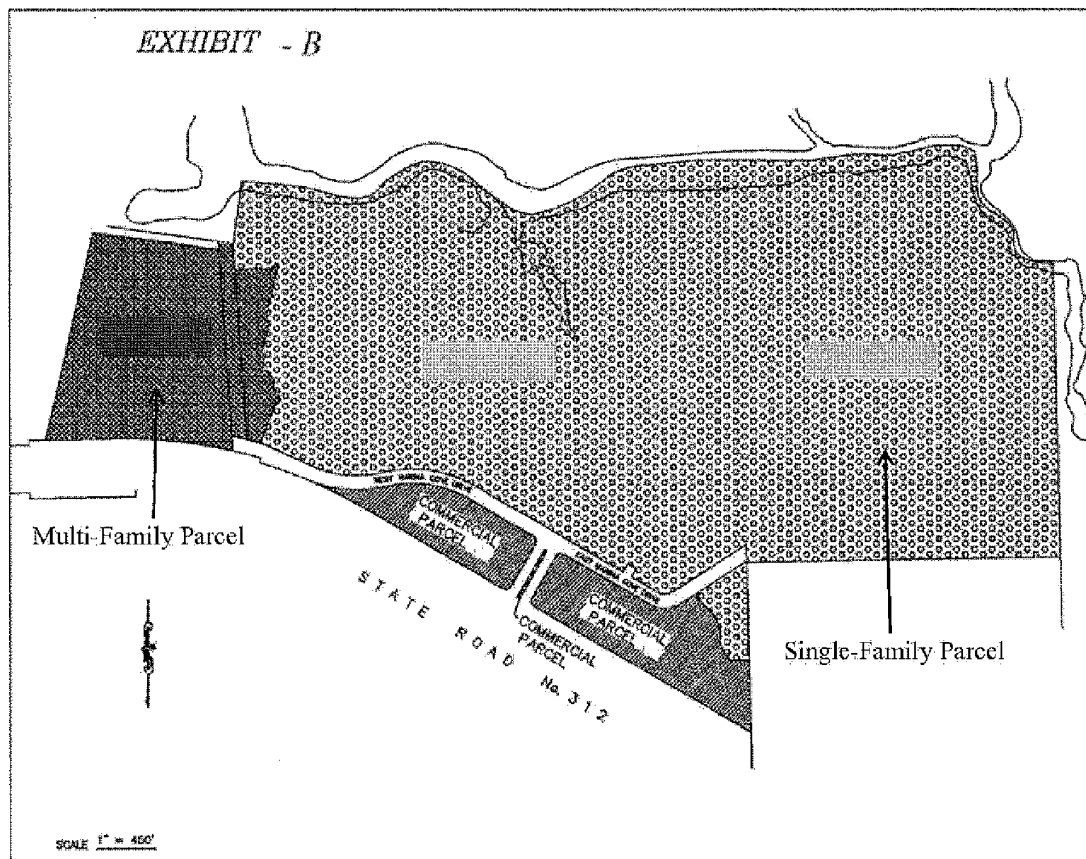 EXHIBIT - B
COMMERCIAL
PARCEL
COMMERCIAL
PARCEL
COMMERCIAL
PARCEL
STATE ROAD No. 312
Multi-Family Parcel
Single-Family Parcel
SCALE 1" = 450'